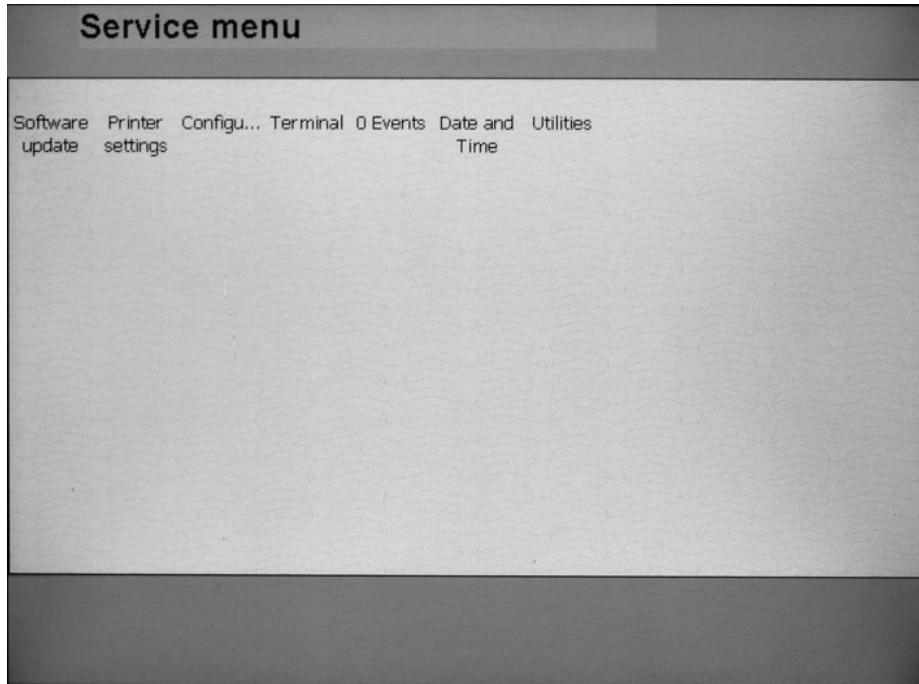 Service menu
Software Printer Configu... Terminal 0 Events Date and Utilities
update settings Time